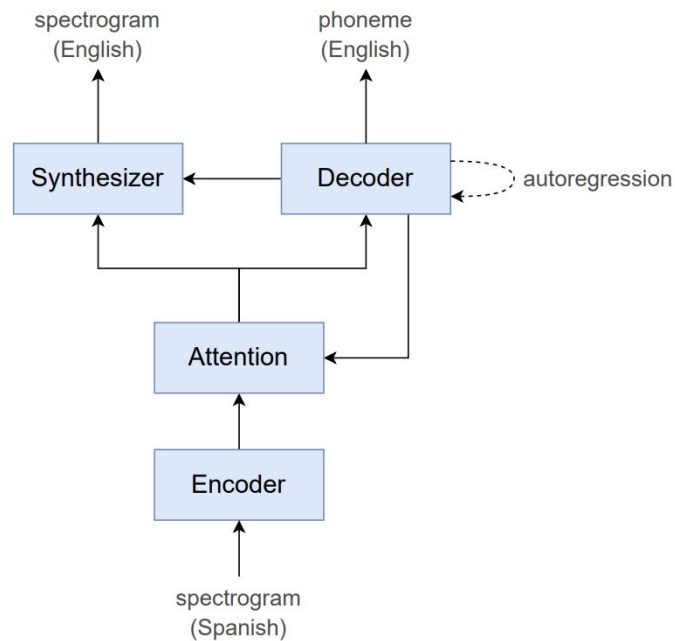 spectrogram
(English)
phoneme
(English)
Synthesizer
Decoder
autoregression
Attention
Encoder
spectrogram
(Spanish)